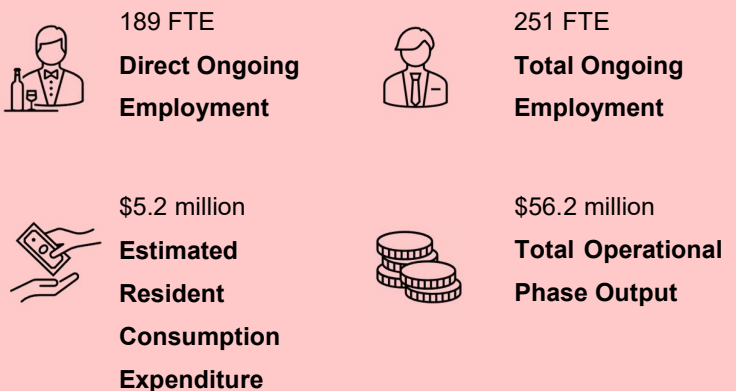 189 FTE
Direct Ongoing
Employment
251 FTE
Total Ongoing
Employment
$5.2 million
Estimated
Resident
Consumption
Expenditure
$56.2 million
Total Operational
Phase Output